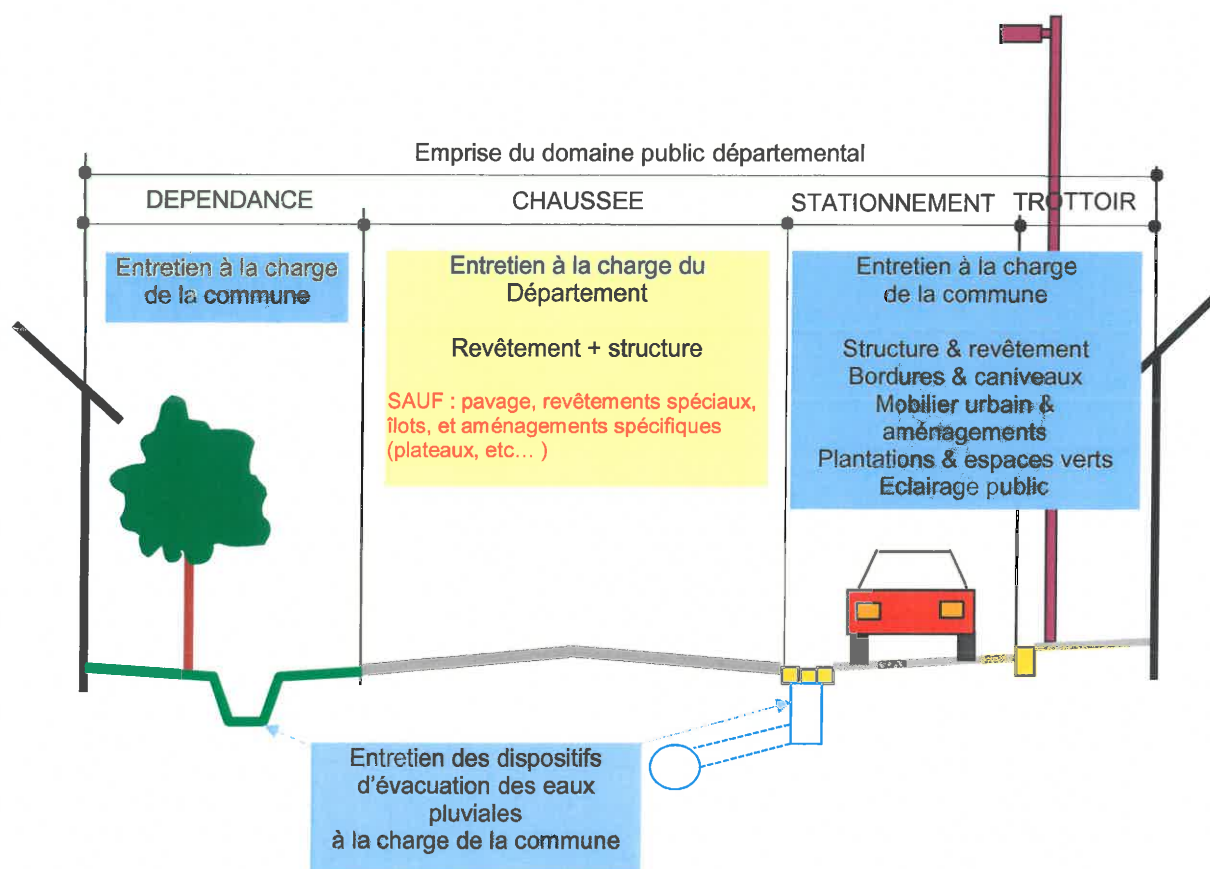 Emprise du domaine public départemental
DEPENDANCE
CHAUSSEE
STATIONNEMENT
TROTTOIR
Entretien à la charge
de la commune
Entretien à la charge du
Département
Revêtement + structure
SAUF : pavage, revêtements spéciaux,
îlots, et aménagements spécifiques
(plateaux, etc... )
Entretien à la charge
de la commune
Structure & revêtement
Bordures & caniveaux
Mobilier urbain &
aménagements
Plantations & espaces verts
Eclairage public
Entretien des dispositifs
d'évacuation des eaux
pluviales
à la charge de la commune